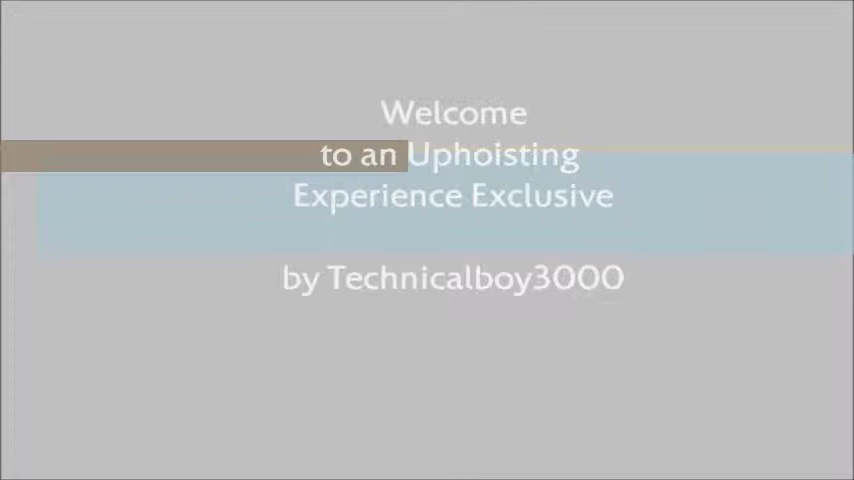 Welcome
to an Uphoisting
Experience Exclusive
by Technicalboy3000